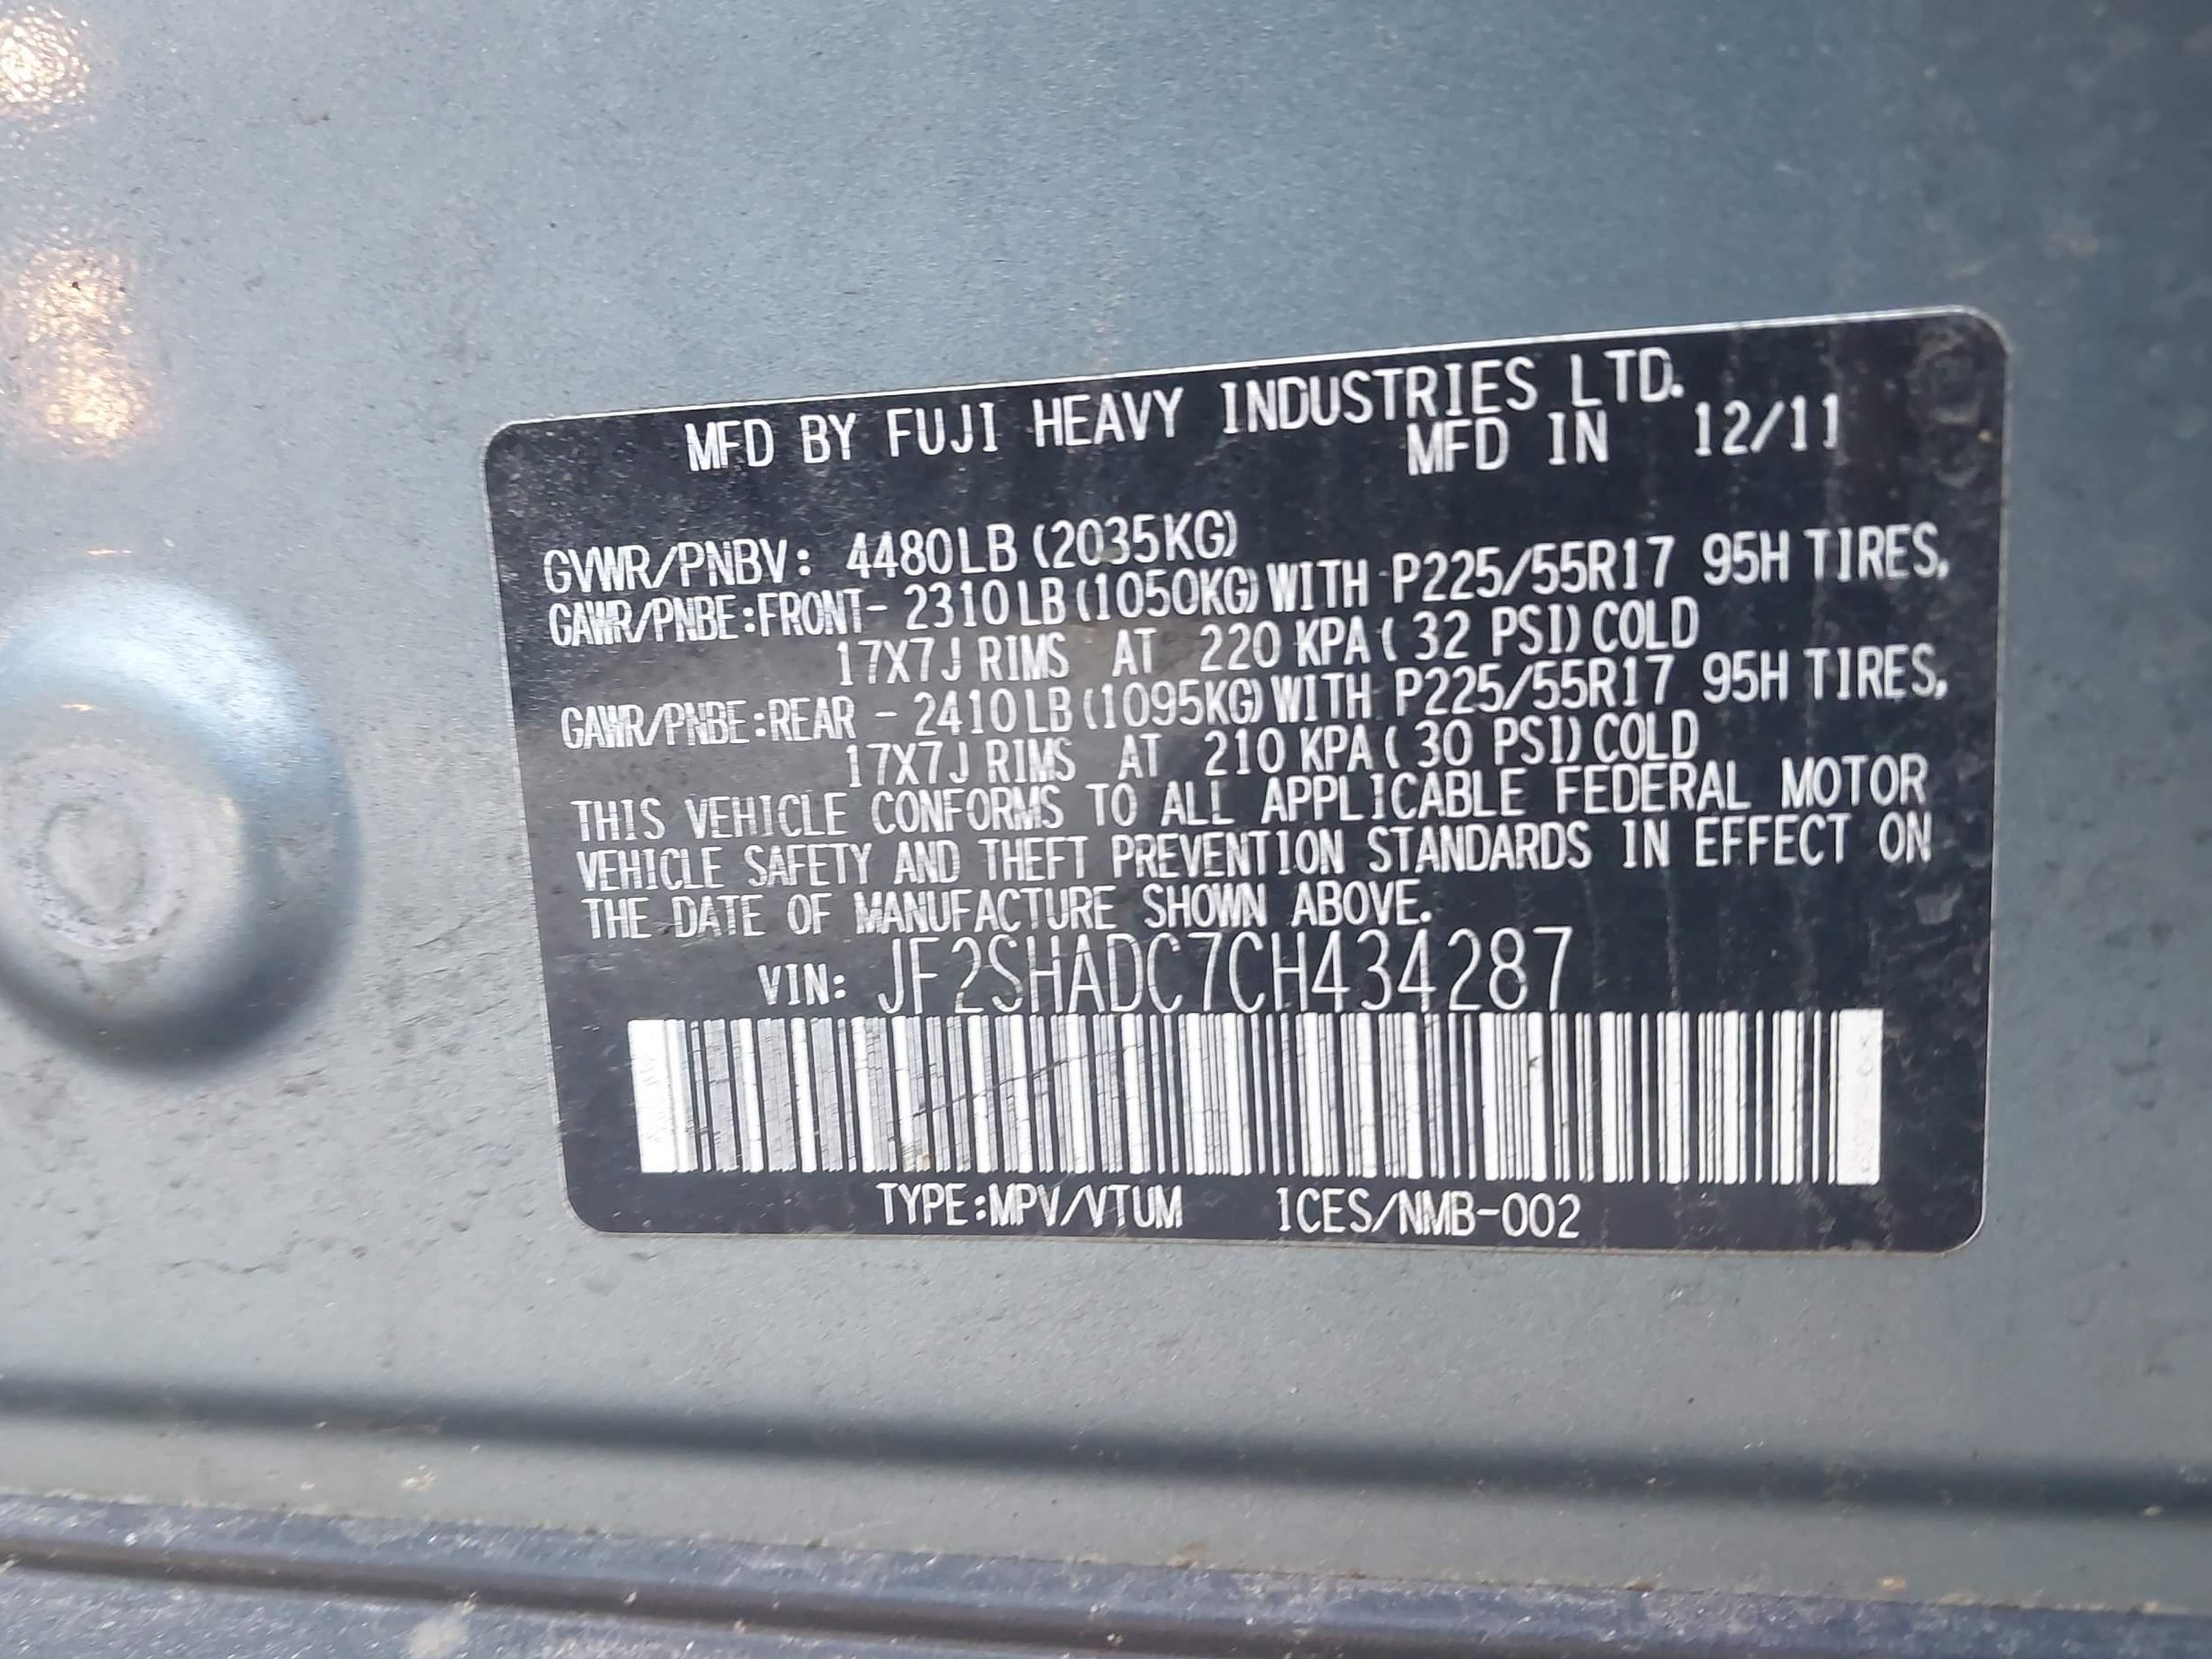 MFD BY FUJI HEAVY INDUSTRIES LTD.
MFD IN 12/11
GVWR/PNBV: 4480LB (2035KG)
GAWR/PNBE:FRONT- 2310LB(1050KG)WITH P225/55R17 95H TIRES,
17X7J RIMS AT 220 KPA( 32 PSI)COLD
GAWR/PNBE:REAR - 2410LB(1095KG)WITH P225/55R17 95H TIRES,
17X7J RIMS AT 210 KPA( 30 PSI)COLD
THIS VEHICLE CONFORMS TO ALL APPLICABLE FEDERAL MOTOR
VEHICLE SAFETY AND THEFT PREVENTION STANDARDS IN EFFECT ON
THE DATE OF MANUFACTURE SHOWN ABOVE.
VIN: JF2SHADC7CH434287
TYPE:MPV/VTUM ICES/NMB-002